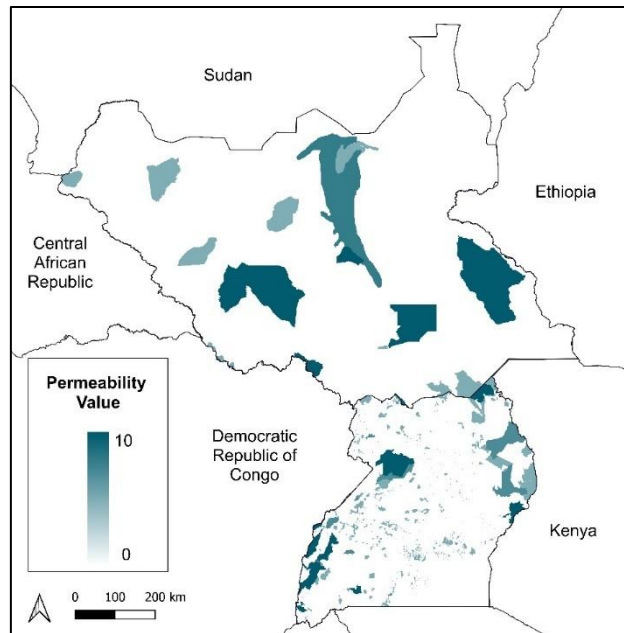 Sudan
Ethiopia
Central
African
Republic
Permeability
Value
10
0
Democratic
Republic of
Congo
Kenya
0 100 200 km